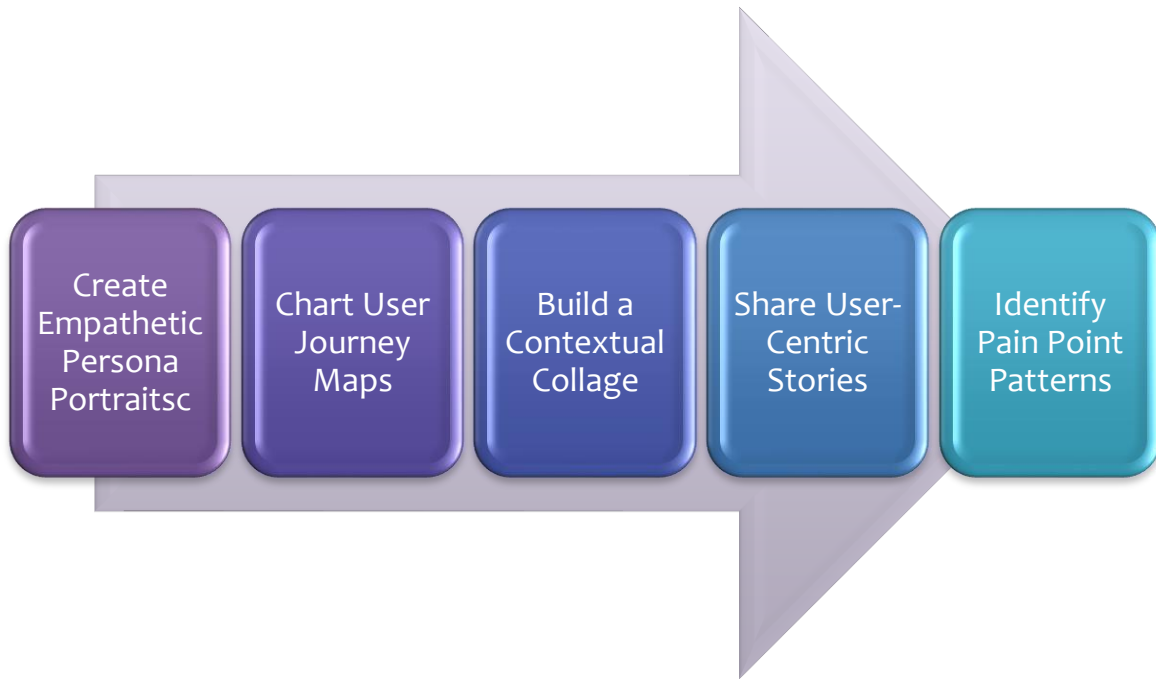 Create
Empathetic
Persona
Portraitsc
Chart User
Journey
Maps
Build a
Contextual
Collage
Share User-
Centric
Stories
Identify
Pain Point
Patterns